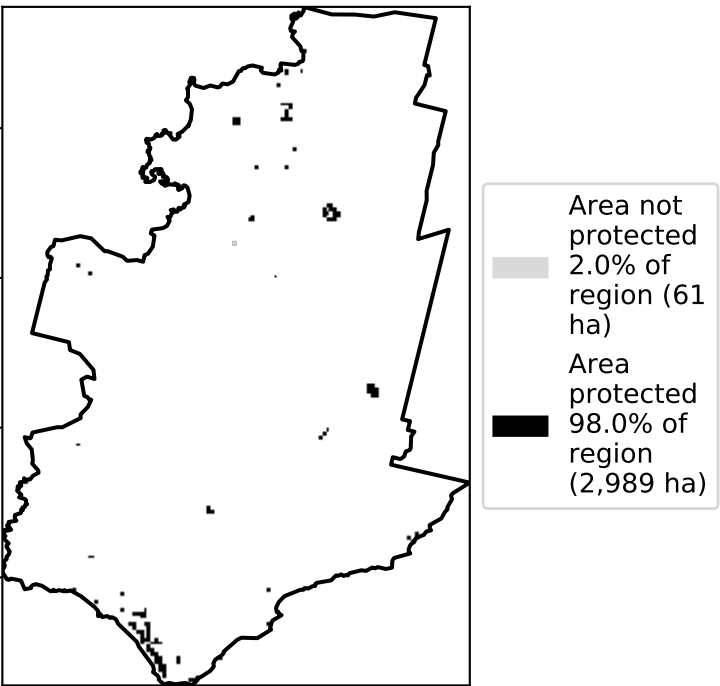 Area not
protected
2.0% of
region (61
ha)
Area
protected
98.0% of
region
(2,989 ha)